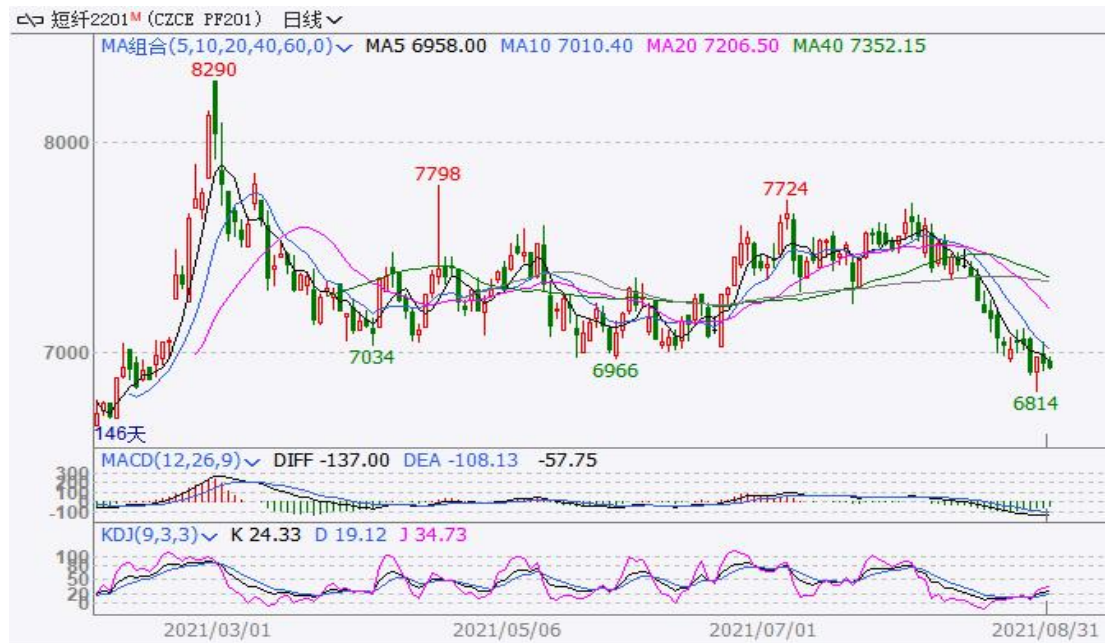 短纤2201M (CZCE PF201) 日线
MA组合(5,10,20,40,60,0) MA5 6958.00 MA10 7010.40 MA20 7206.50 MA40 7352.15
8290
8000
7798
7724
7000
7034
6966
6814
146天
MACD(12,26,9) DIFF -137.00 DEA -108.13 -57.75
300
100
-100
KDJ(9,3,3) K 24.33 D 19.12 J 34.73
100
50
20
0
2021/03/01 2021/05/06 2021/07/01 2021/08/31